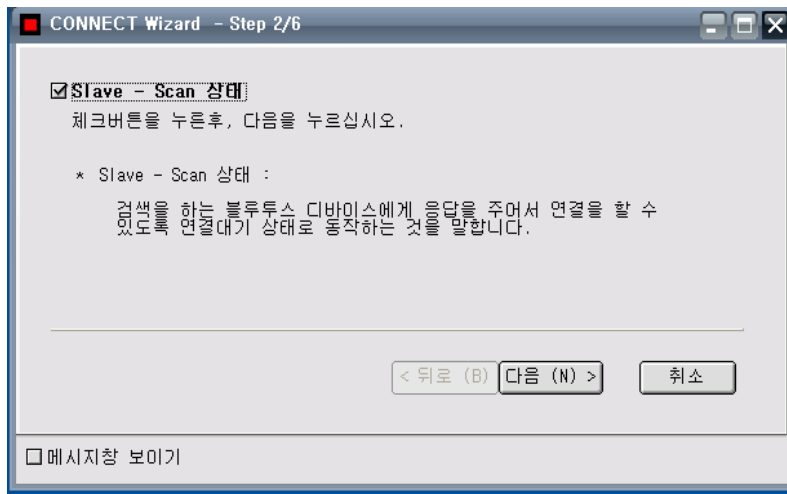 CONNECT Wizard - Step 2/6
Slave - Scan 상태
체크버튼을 누른후, 다음을 누르십시오.
* Slave - Scan 상태 :
검색을 하는 블루투스 디바이스에게 응답을 주어서 연결을 할 수
있도록 연결대기 상태로 동작하는 것을 말합니다.
< 뒤로 (B) 다음 (N) > 취소
메시지창 보이기